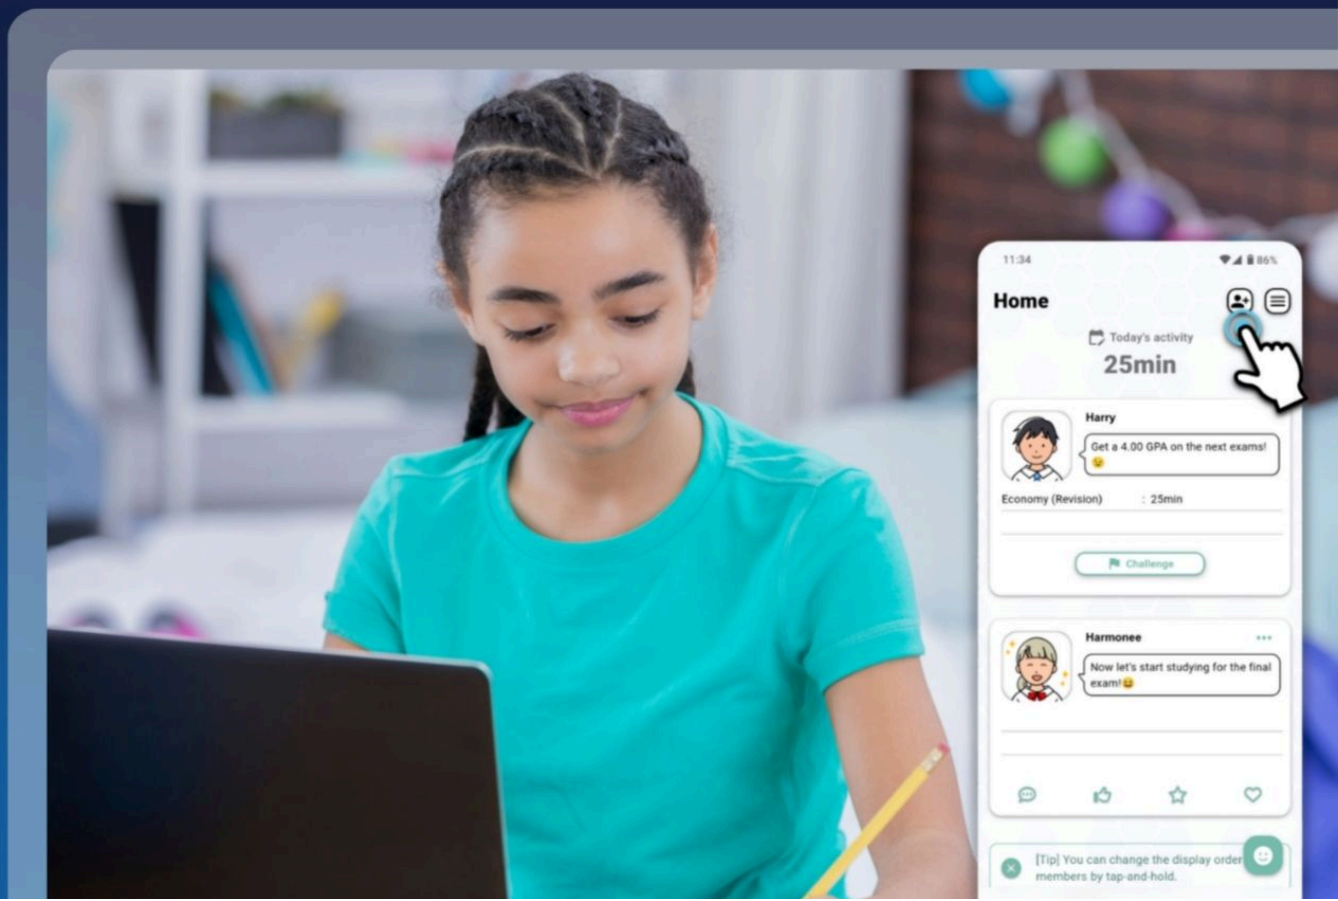 11:34
86%
Home
Today's activity
25min
Harry
Get a 4.00 GPA on the next exams!
😉
Economy (Revision) : 25min
Challenge
Harmonee
Now let's start studying for the final
exam!😆
[Tip] You can change the display order
members by tap-and-hold.